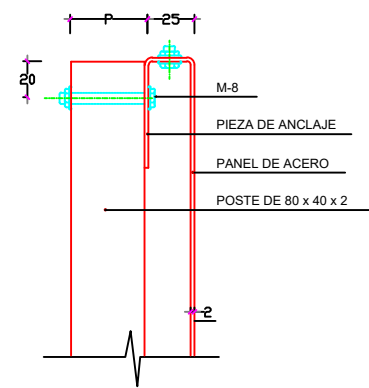 P 25
20
M-8
PIEZA DE ANCLAJE
PANEL DE ACERO
POSTE DE 80 x 40 x 2
2